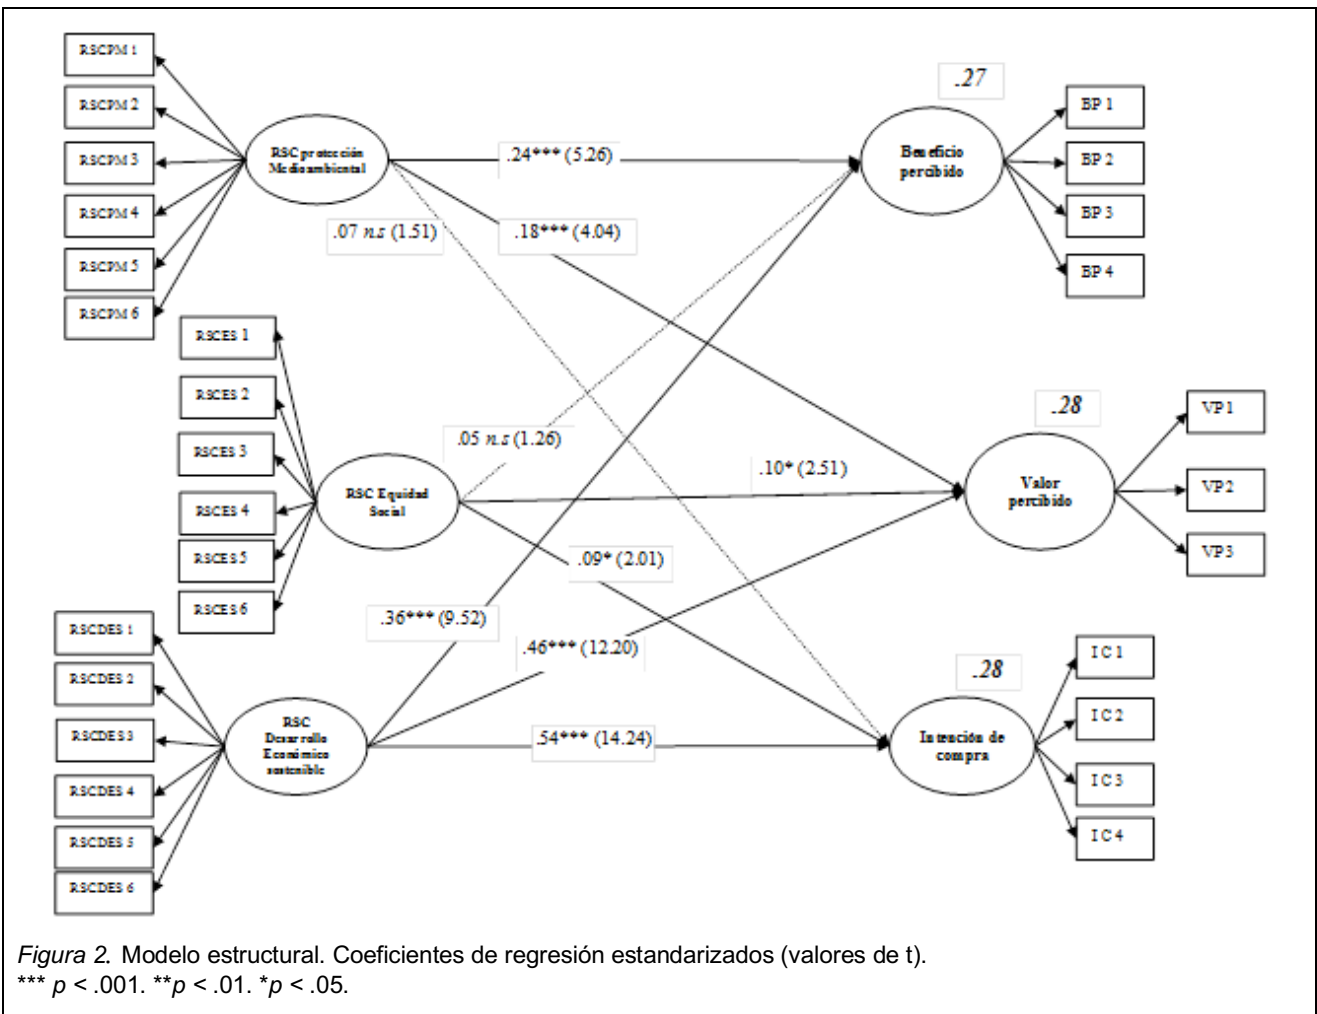 RSCPM 1
RSCPM 2
RSCPM 3
RSCPM 4
RSCPM 5
RSCPM 6
RSC protección
Medioambiental
RSCES 1
RSCES 2
RSCES 3
RSCES 4
RSCES 5
RSCES 6
RSC Equidad
Social
RSCDES 1
RSCDES 2
RSCDES 3
RSCDES 4
RSCDES 5
RSCDES 6
RSC
Desarrollo
Económico
sostenible
.24*** (5.26)
.07 n.s (1.51)
.18*** (4.04)
.05 n.s (1.26)
.10* (2.51)
.09* (2.01)
.36*** (9.52)
.46*** (12.20)
.54*** (14.24)
.27
Beneficio
percibido
BP 1
BP 2
BP 3
BP 4
.28
Valor
percibido
VP1
VP2
VP3
.28
Intención de
compra
IC 1
IC 2
IC 3
IC 4
Figura 2. Modelo estructural. Coeficientes de regresión estandarizados (valores de t).
*** p < .001. **p < .01. *p < .05.